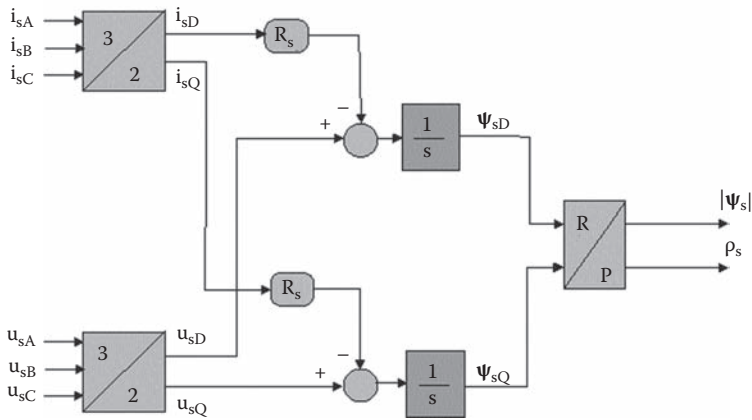 i_sA
i_sB
i_sC
3
2
i_sD
i_sQ
R_s
−
+
1
s
ψ_sD
R
P
|ψ_s|
ρ_s
R_s
u_sA
u_sB
u_sC
3
2
u_sD
u_sQ
−
+
1
s
ψ_sQ